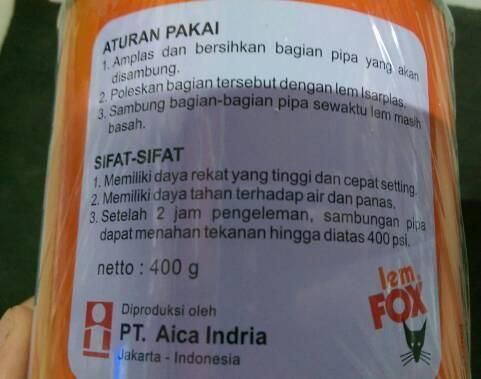 ATURAN PAKAI
1. Amplas dan bersihkan bagian pipa yang akan
disambung.
2. Poleskan bagian tersebut dengan lem Isarplas.
3. Sambung bagian-bagian pipa sewaktu lem masih
basah.
SIFAT-SIFAT
1. Memiliki daya rekat yang tinggi dan cepat setting.
2. Memiliki daya tahan terhadap air dan panas.
3. Setelah 2 jam pengeleman, sambungan pipa
dapat menahan tekanan hingga diatas 400 psi.
netto : 400 g
lem
FOX
Diproduksi oleh
PT. Aica Indria
Jakarta - Indonesia